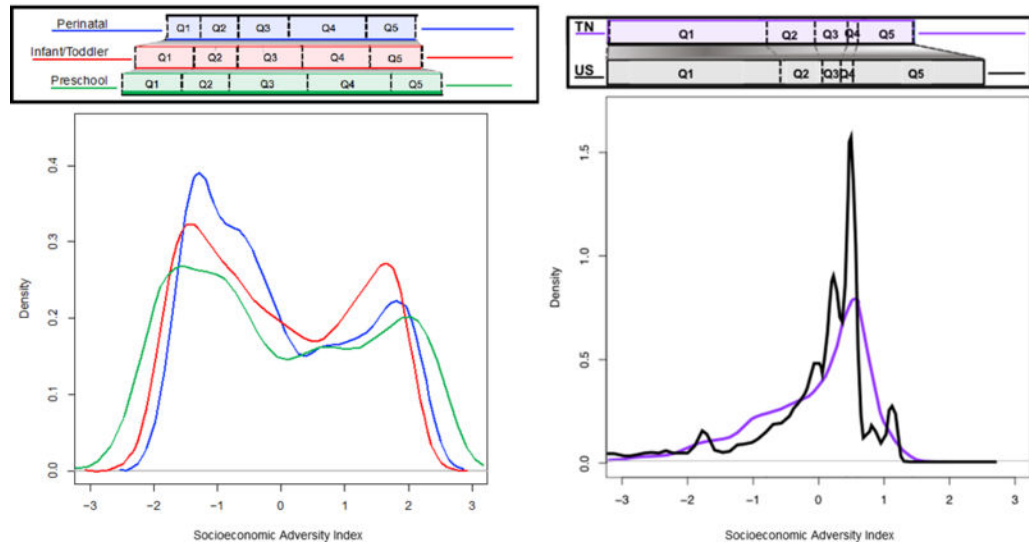 Perinatal Q1 Q2 Q3 Q4 Q5
Infant/Toddler Q1 Q2 Q3 Q4 Q5
Preschool Q1 Q2 Q3 Q4 Q5
0.4
0.3
0.2
0.1
0.0
Density
−3 −2 −1 0 1 2 3
Socioeconomic Adversity Index
TN Q1 Q2 Q3 Q4 Q5
US Q1 Q2 Q3 Q4 Q5
1.5
1.0
0.5
0.0
Density
−3 −2 −1 0 1 2 3
Socioeconomic Adversity Index